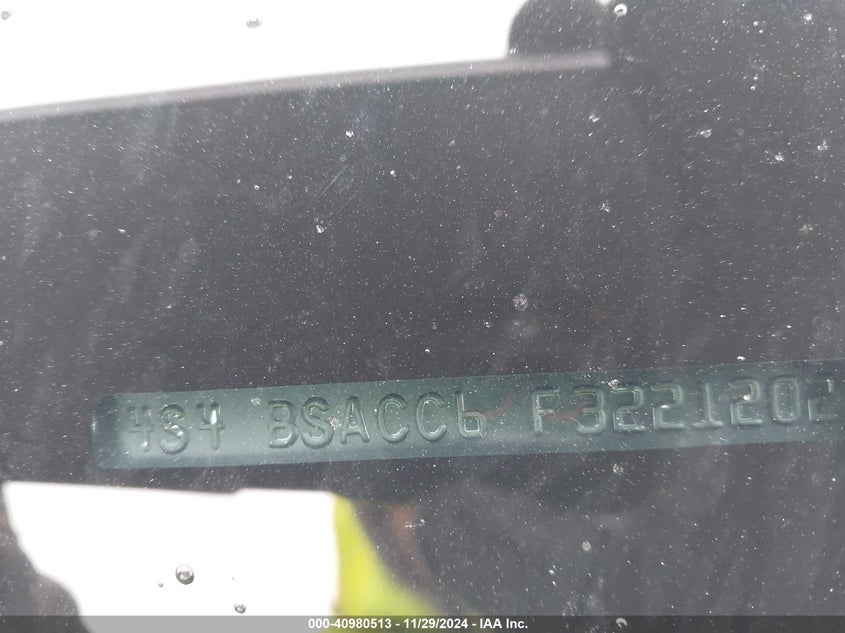 4S4 BSACC6 F3221202
000-40980513 - 11/29/2024 - IAA Inc.